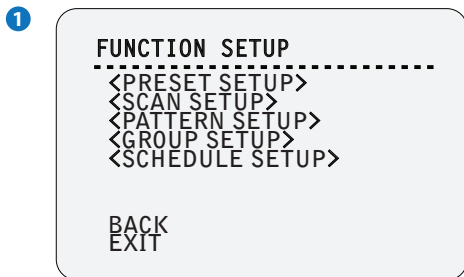 1
FUNCTION SETUP
<PRESET SETUP>
<SCAN SETUP>
<PATTERN SETUP>
<GROUP SETUP>
<SCHEDULE SETUP>
BACK
EXIT